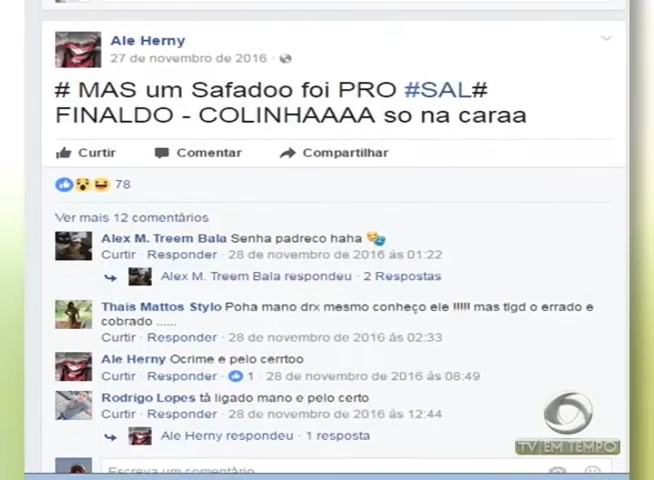 Ale Herny
27 de novembro de 2016 ·
# MAS um Safadoo foi PRO #SAL#
FINALDO - COLINHAAAA so na caraa
Curtir Comentar Compartilhar
78
Ver mais 12 comentários
Alex M. Treem Bala Senha padreco haha
Curtir · Responder · 28 de novembro de 2016 às 01:22
Alex M. Treem Bala respondeu · 2 Respostas
Thais Mattos Stylo Poha mano drx mesmo conheço ele !!!!! mas tlgd o errado e
cobrado ......
Curtir · Responder · 28 de novembro de 2016 às 02:33
Ale Herny Ocrime e pelo cerrtoo
Curtir · Responder · 1 · 28 de novembro de 2016 às 08:49
Rodrigo Lopes tà ligado mano e pelo certo
Curtir · Responder · 28 de novembro de 2016 às 12:44
Ale Herny respondeu · 1 resposta
Escreva um comentário
TV EM TEMPO